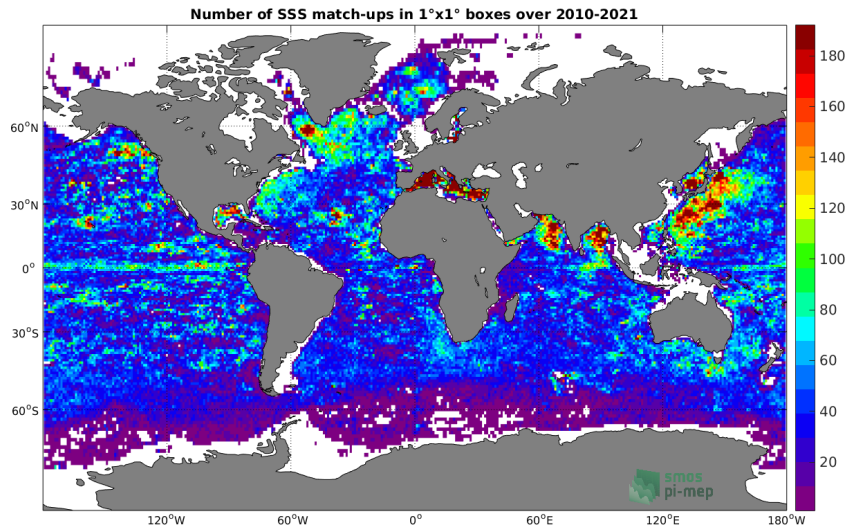 Number of SSS match-ups in 1°x1° boxes over 2010-2021
180
160
140
120
100
80
60
40
20
60°N
30°N
0°
30°S
60°S
smos
pi-mep
120°W
60°W
0°
60°E
120°E
180°W